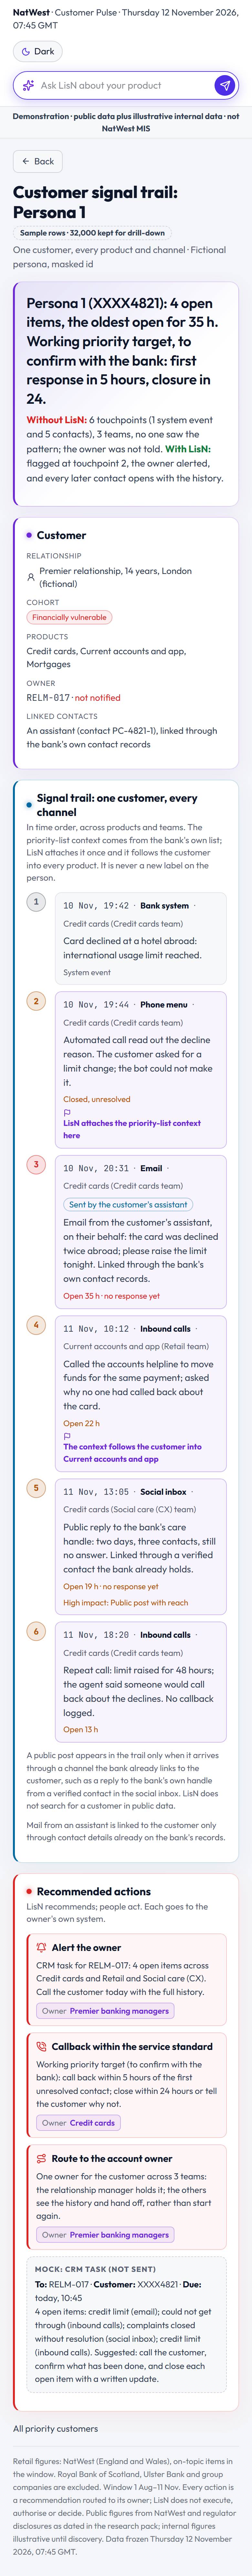 NatWest · Customer Pulse · Thursday 12 November 2026,
07:45 GMT
Dark
Ask LisN about your product
Demonstration · public data plus illustrative internal data · not
NatWest MIS
← Back
Customer signal trail:
Persona 1
Sample rows · 32,000 kept for drill-down
One customer, every product and channel · Fictional
persona, masked id
Persona 1 (XXXX4821): 4 open
items, the oldest open for 35 h.
Working priority target, to
confirm with the bank: first
response in 5 hours, closure in
24.
Without LisN: 6 touchpoints (1 system event
and 5 contacts), 3 teams, no one saw the
pattern; the owner was not told. With LisN:
flagged at touchpoint 2, the owner alerted,
and every later contact opens with the history.
Customer
RELATIONSHIP
Premier relationship, 14 years, London
(fictional)
COHORT
Financially vulnerable
PRODUCTS
Credit cards, Current accounts and app,
Mortgages
OWNER
RELM-017 · not notified
LINKED CONTACTS
An assistant (contact PC-4821-1), linked through
the bank's own contact records
Signal trail: one customer, every
channel
In time order, across products and teams. The
priority-list context comes from the bank's own list;
LisN attaches it once and it follows the customer
into every product. It is never a new label on the
person.
1
10 Nov, 19:42 · Bank system ·
Credit cards (Credit cards team)
Card declined at a hotel abroad:
international usage limit reached.
System event
2
10 Nov, 19:44 · Phone menu ·
Credit cards (Credit cards team)
Automated call read out the decline
reason. The customer asked for a
limit change; the bot could not make
it.
Closed, unresolved
LisN attaches the priority-list context
here
3
10 Nov, 20:31 · Email ·
Credit cards (Credit cards team)
Sent by the customer's assistant
Email from the customer's assistant,
on their behalf: the card was declined
twice abroad; please raise the limit
tonight. Linked through the bank's
own contact records.
Open 35 h · no response yet
4
11 Nov, 10:12 · Inbound calls ·
Current accounts and app (Retail team)
Called the accounts helpline to move
funds for the same payment; asked
why no one had called back about
the card.
Open 22 h
The context follows the customer into
Current accounts and app
5
11 Nov, 13:05 · Social inbox ·
Credit cards (Social care (CX) team)
Public reply to the bank's care
handle: two days, three contacts, still
no answer. Linked through a verified
contact the bank already holds.
Open 19 h · no response yet
High impact: Public post with reach
6
11 Nov, 18:20 · Inbound calls ·
Credit cards (Credit cards team)
Repeat call: limit raised for 48 hours;
the agent said someone would call
back about the declines. No callback
logged.
Open 13 h
A public post appears in the trail only when it arrives
through a channel the bank already links to the
customer, such as a reply to the bank's own handle
from a verified contact in the social inbox. LisN does
not search for a customer in public data.
Mail from an assistant is linked to the customer only
through contact details already on the bank's records.
Recommended actions
LisN recommends; people act. Each goes to the
owner's own system.
Alert the owner
CRM task for RELM-017: 4 open items across
Credit cards and Retail and Social care (CX).
Call the customer today with the full history.
Owner Premier banking managers
Callback within the service standard
Working priority target (to confirm with the
bank): call back within 5 hours of the first
unresolved contact; close within 24 hours or tell
the customer why not.
Owner Credit cards
Route to the account owner
One owner for the customer across 3 teams:
the relationship manager holds it; the others
see the history and hand off, rather than start
again.
Owner Premier banking managers
MOCK: CRM TASK (NOT SENT)
To: RELM-017 · Customer: XXXX4821 · Due:
today, 10:45
4 open items: credit limit (email); could not get
through (inbound calls); complaints closed
without resolution (social inbox); credit limit
(inbound calls). Suggested: call the customer,
confirm what has been done, and close each
open item with a written update.
All priority customers
Retail figures: NatWest (England and Wales), on-topic items in
the window. Royal Bank of Scotland, Ulster Bank and group
companies are excluded. Window 1 Aug–11 Nov. Every action is
a recommendation routed to its owner; LisN does not execute,
authorise or decide. Public figures from NatWest and regulator
disclosures as dated in the research pack; internal figures
illustrative until discovery. Data frozen Thursday 12 November
2026, 07:45 GMT.